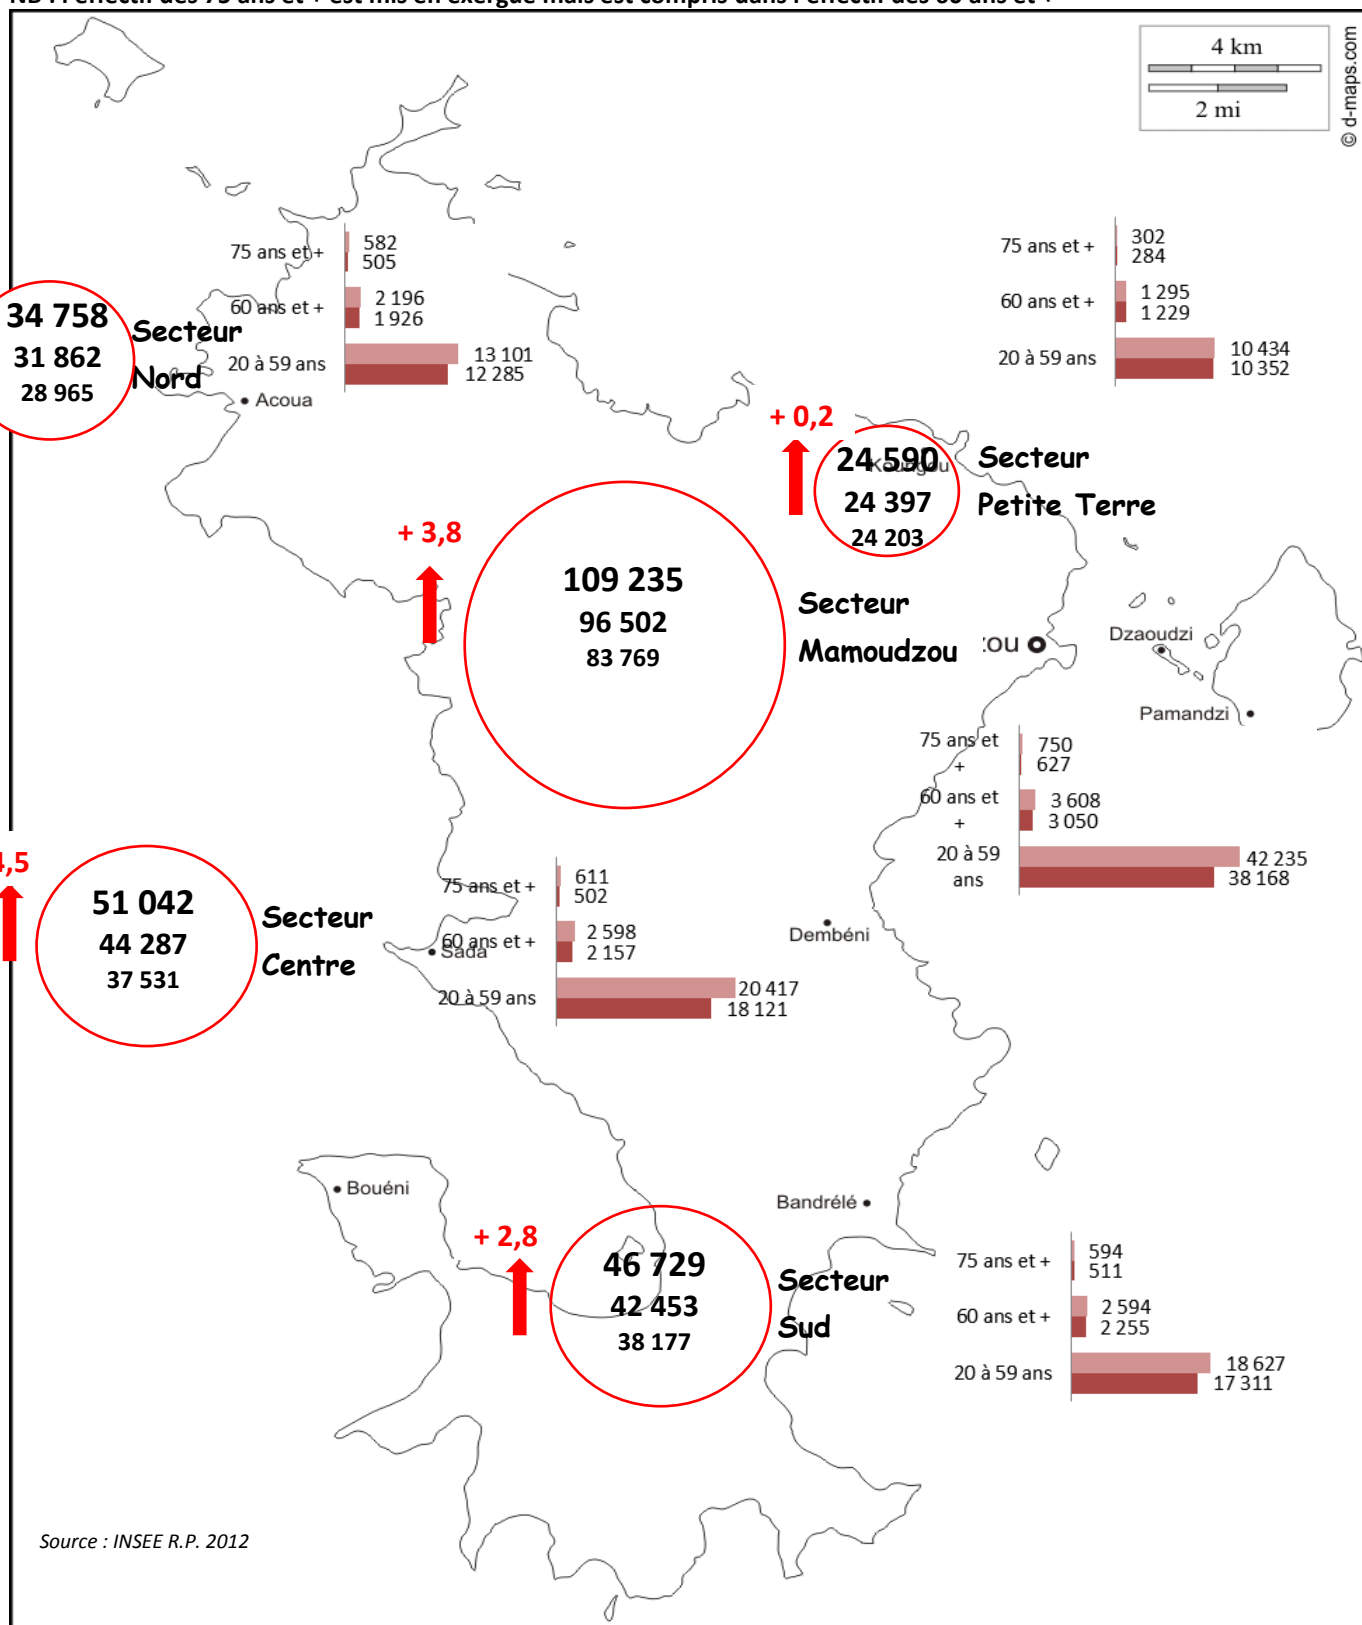 4 km
2 mi
© d-maps.com
75 ans et +
582
505
60 ans et +
2 196
1 926
20 à 59 ans
13 101
12 285
75 ans et +
302
284
60 ans et +
1 295
1 229
20 à 59 ans
10 434
10 352
34 758
31 862
28 965
Secteur
Nord
Acoua
+ 0,2
24 590
24 397
24 203
Koungou
Secteur
Petite Terre
+ 3,8
109 235
96 502
83 769
Secteur
Mamoudzou
zou
Dzaoudzi
Pamandzi
75 ans et
+
750
627
60 ans et
+
3 608
3 050
20 à 59
ans
42 235
38 168
4,5
51 042
44 287
37 531
Secteur
Centre
75 ans et +
611
502
60 ans et +
2 598
2 157
Sada
20 à 59 ans
20 417
18 121
Dembéni
Bouéni
Bandrélé
+ 2,8
46 729
42 453
38 177
Secteur
Sud
75 ans et +
594
511
60 ans et +
2 594
2 255
20 à 59 ans
18 627
17 311
Source : INSEE R.P. 2012